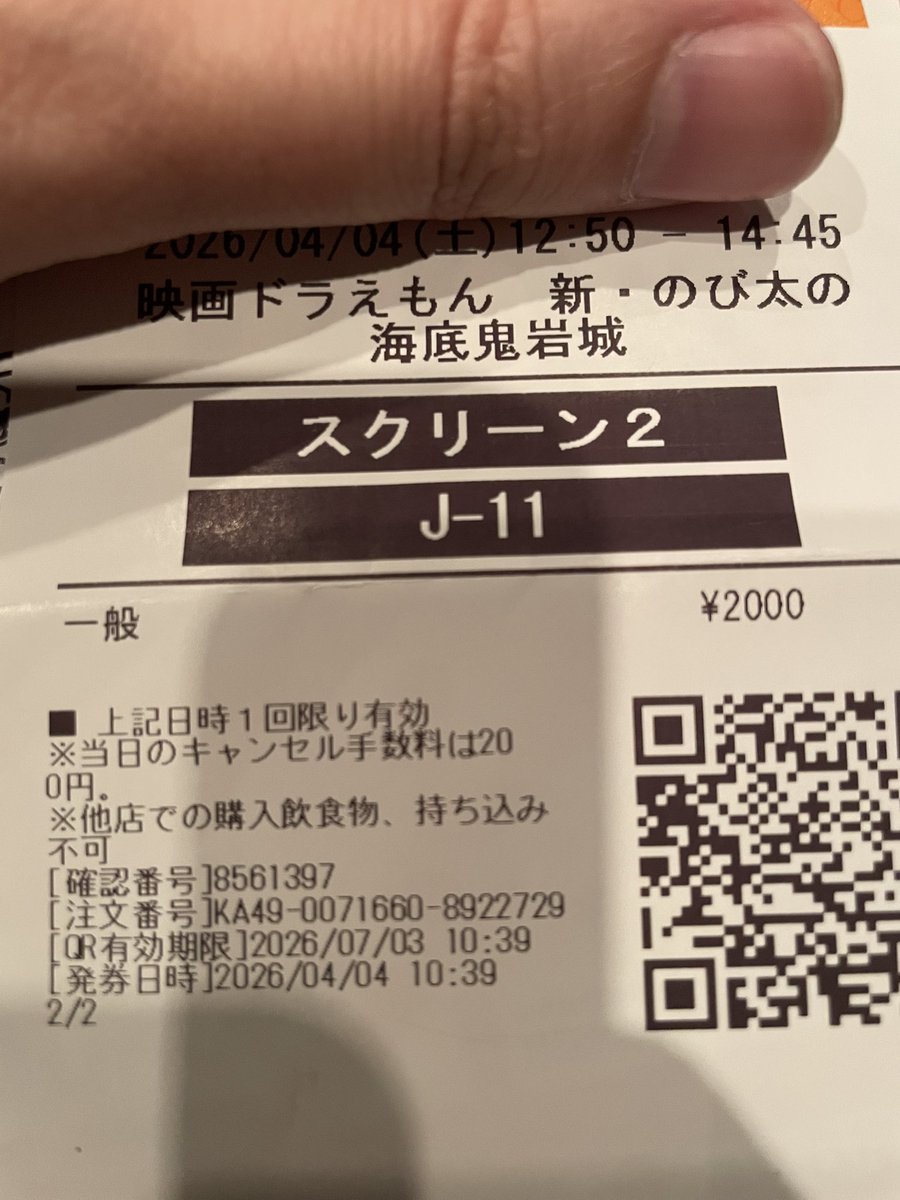 2026/04/04(土)12:50 - 14:45
映画ドラえもん 新・のび太の
海底鬼岩城
スクリーン2
J-11
一般 ¥2000
■ 上記日時1回限り有効
※当日のキャンセル手数料は20
0円。
※他店での購入飲食物、持ち込み
不可
[確認番号]8561397
[注文番号]KA49-0071660-8922729
[QR有効期限]2026/07/03 10:39
[発券日時]2026/04/04 10:39
2/2